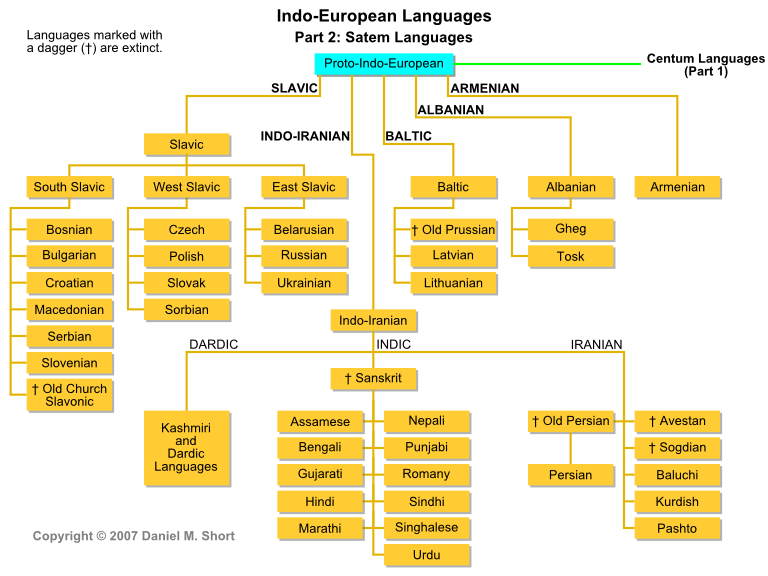 Indo-European Languages
Part 2: Satem Languages
Languages marked with
a dagger (†) are extinct.
Proto-Indo-European
Centum Languages
(Part 1)
SLAVIC
ARMENIAN
ALBANIAN
INDO-IRANIAN
BALTIC
Slavic
South Slavic
West Slavic
East Slavic
Baltic
Albanian
Armenian
Bosnian
Bulgarian
Croatian
Macedonian
Serbian
Slovenian
† Old Church
Slavonic
Czech
Polish
Slovak
Sorbian
Belarusian
Russian
Ukrainian
† Old Prussian
Latvian
Lithuanian
Gheg
Tosk
Indo-Iranian
DARDIC
INDIC
IRANIAN
Kashmiri
and
Dardic
Languages
† Sanskrit
Assamese
Bengali
Gujarati
Hindi
Marathi
Nepali
Punjabi
Romany
Sindhi
Singhalese
Urdu
† Old Persian
Persian
† Avestan
† Sogdian
Baluchi
Kurdish
Pashto
Copyright © 2007 Daniel M. Short